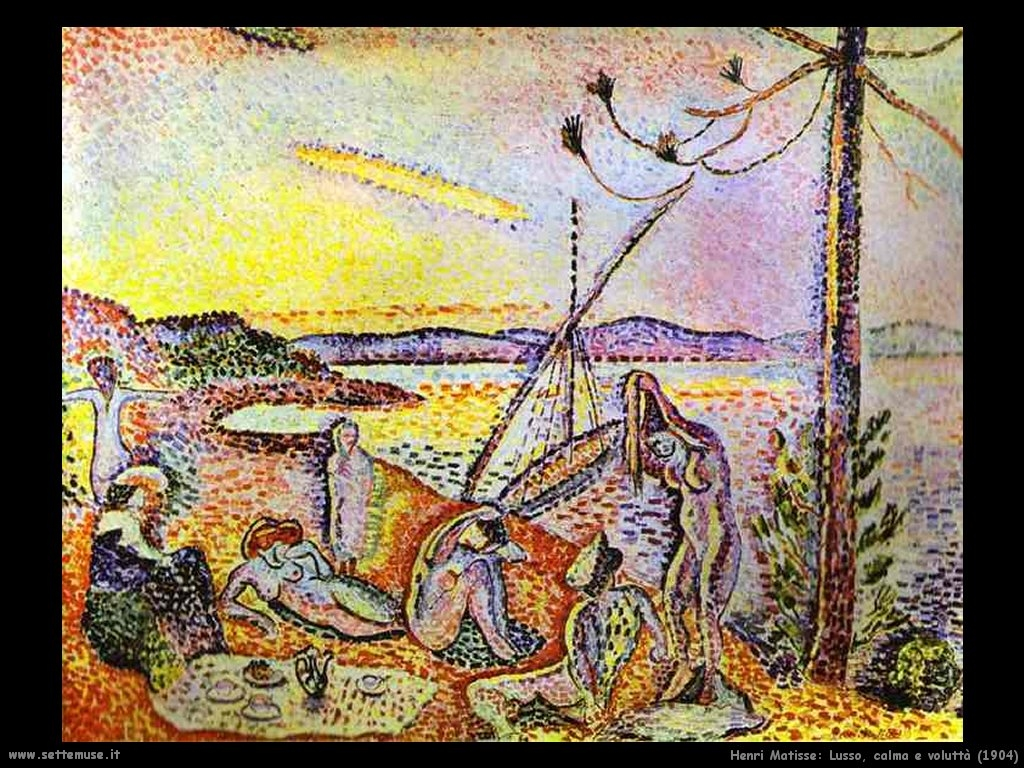 www.settemuse.it
Henri Matisse: Lusso, calma e voluttà (1904)